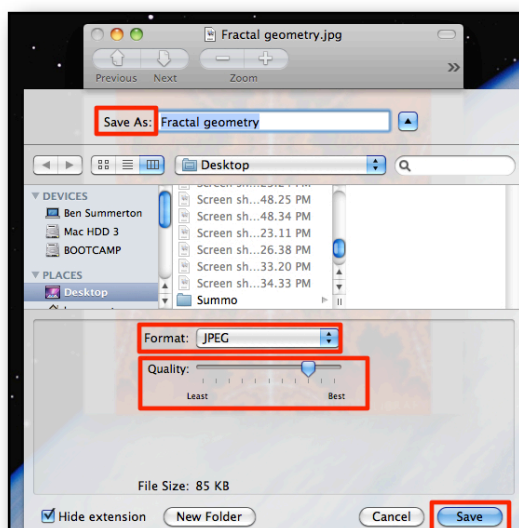 Fractal geometry.jpg
Previous Next Zoom
»
Save As: Fractal geometry
Desktop
DEVICES
Ben Summerton
Mac HDD 3
BOOTCAMP
PLACES
Desktop
Screen sh...48.25 PM
Screen sh...48.34 PM
Screen sh...23.11 PM
Screen sh...26.38 PM
Screen sh...33.20 PM
Screen sh...34.33 PM
Summo
Format: JPEG
Quality:
Least Best
File Size: 85 KB
Hide extension New Folder Cancel Save